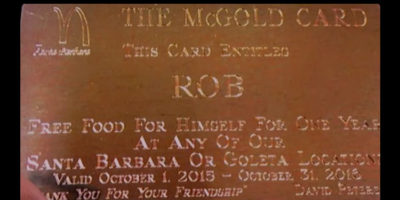 THE MCGOLD CARD
THIS CARD ENTITLES
ROB
FREE FOOD FOR HIMSELF FOR ONE YEAR
AT ANY OF OUR
SANTA BARBARA OR GOLETA LOCATIONS
VALID OCTOBER 1, 2015 – OCTOBER 31, 2016
YOU FOR YOUR FRIENDSHIP" DAVID